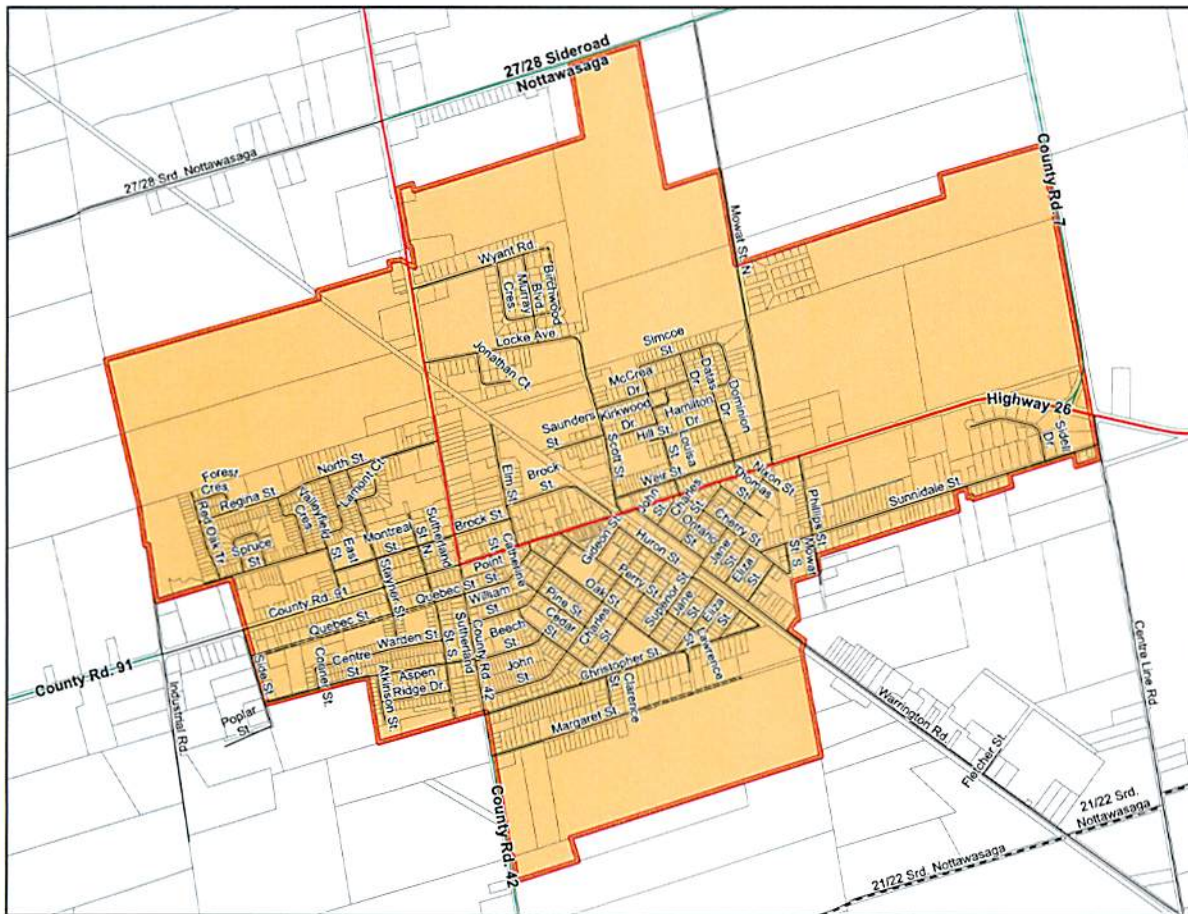 27/28 Sideroad
Nottawasaga
27/28 Srd. Nottawasaga
County Rd. 7
Mowat St. N
Wyant Rd.
Birchwood
Blvd.
Murray
Cres.
Locke Ave.
Jonathan Ct.
Simcoe
St.
McCrea
Dr.
Datas
Dr.
Dominion
Dr.
Highway 26
Saunders
St.
Kirkwood
Dr.
Hamilton
Dr.
Hill St.
Louisa
St.
Sidell
Dr.
Scott St.
Forest
Cres.
North St.
Lamont Ct.
Regina St.
Valleyfield
Cres.
Red Oak Tr.
Elm St.
Brock
St.
Weir St.
Nixon St.
Thomas
St.
Sunnidale St.
Phillips St.
John
St.
Charles
St.
Ontario
St.
Cherry St.
Jane
St.
Eliza
St.
Mowat
St. S
Spruce
St.
East
St.
Montreal
St.
Sutherland
St. N.
Brock St.
Catherine
St.
Gideon St.
Huron St.
County Rd. 91
Stayner St.
Quebec St.
Point
St.
William
St.
Perry St.
Oak St.
Pine St.
Cedar
St.
Charles
St.
Superior St.
Jane
St.
Eliza
St.
Quebec St.
Warden St.
Sutherland
St. S
County Rd. 42
Beech
St.
John
St.
Lawrence
St.
Christopher St.
Clarence
St.
Centre
St.
Aspen
Ridge Dr.
Atkinson St.
Coroner St.
Side St.
County Rd. 91
Industrial Rd.
Poplar
St
Margaret St.
Centre Line Rd.
Warrington Rd.
Fletcher St.
County Rd. 42
21/22 Srd.
Nottawasaga
21/22 Srd. Nottawasaga